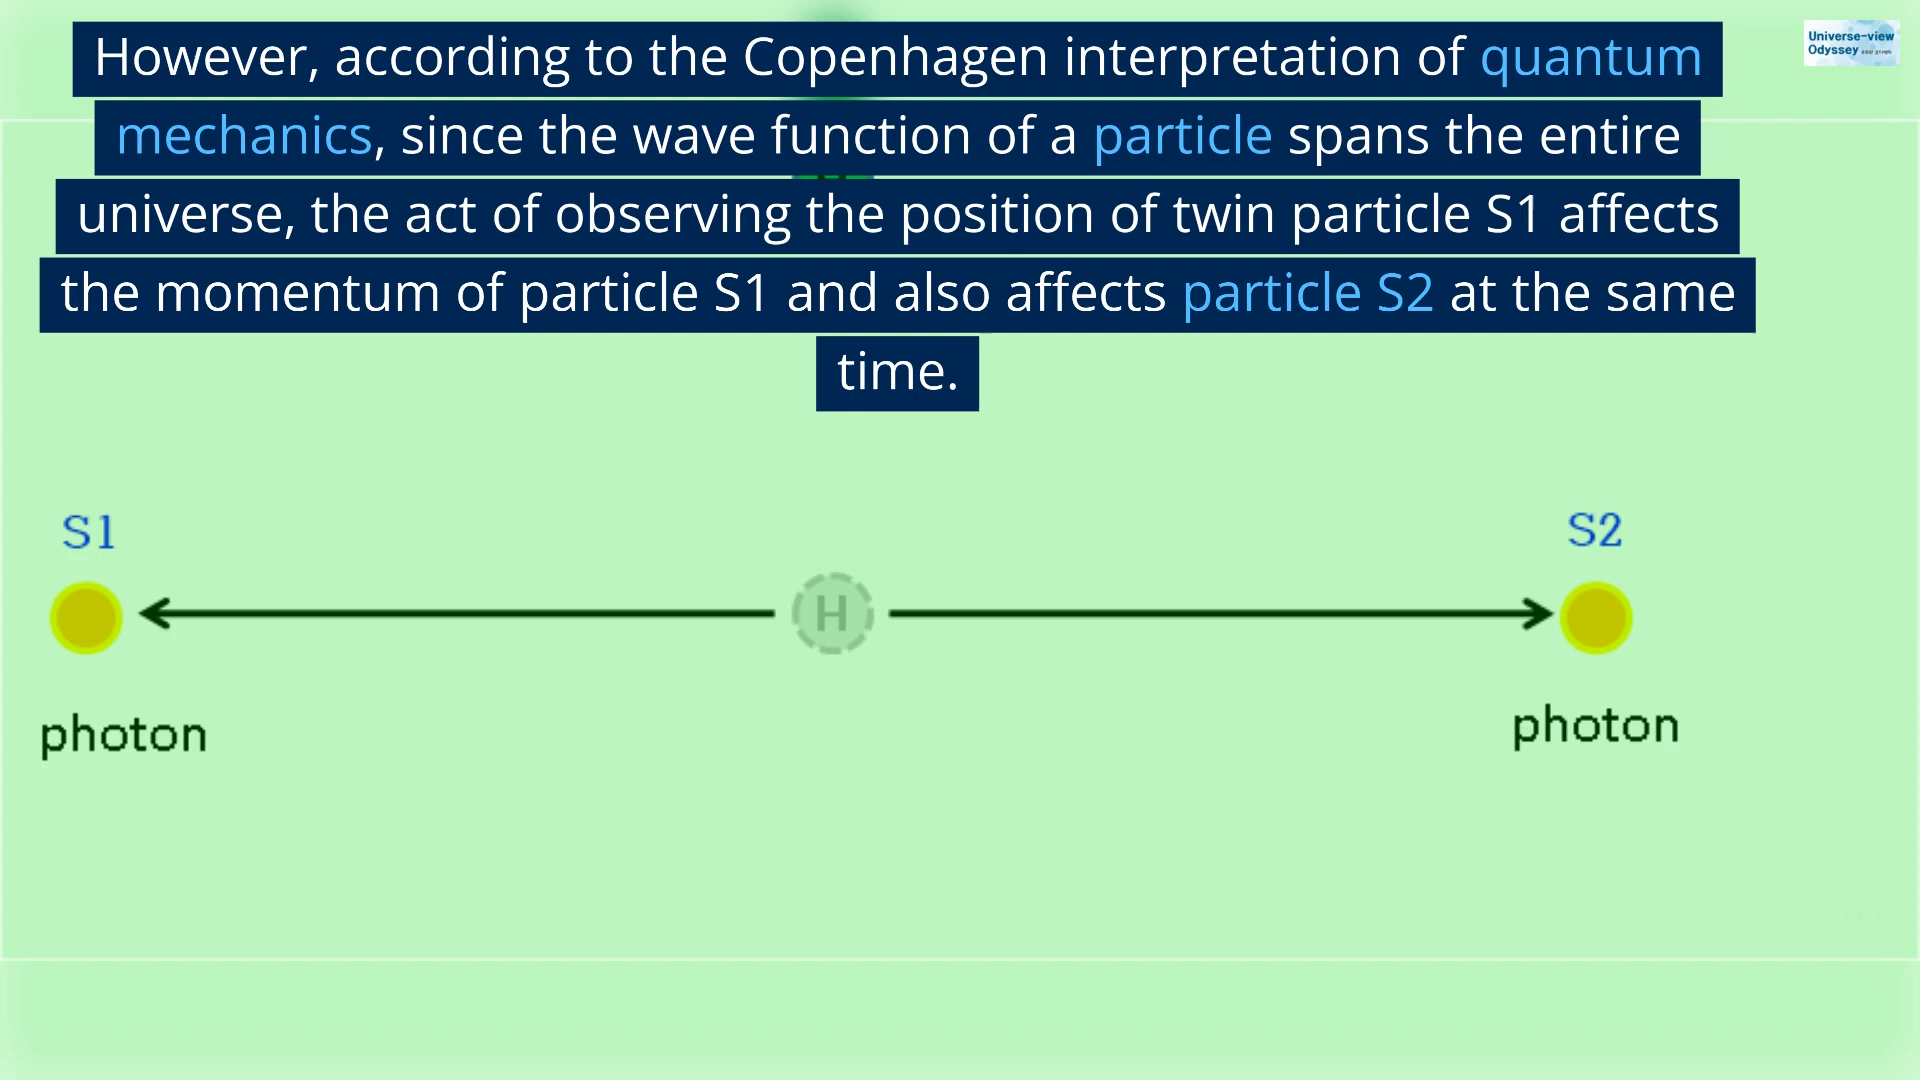 However, according to the Copenhagen interpretation of quantum
mechanics, since the wave function of a particle spans the entire
universe, the act of observing the position of twin particle S1 affects
the momentum of particle S1 and also affects particle S2 at the same
time.
Universe-view
Odyssey
S1
S2
H
photon
photon